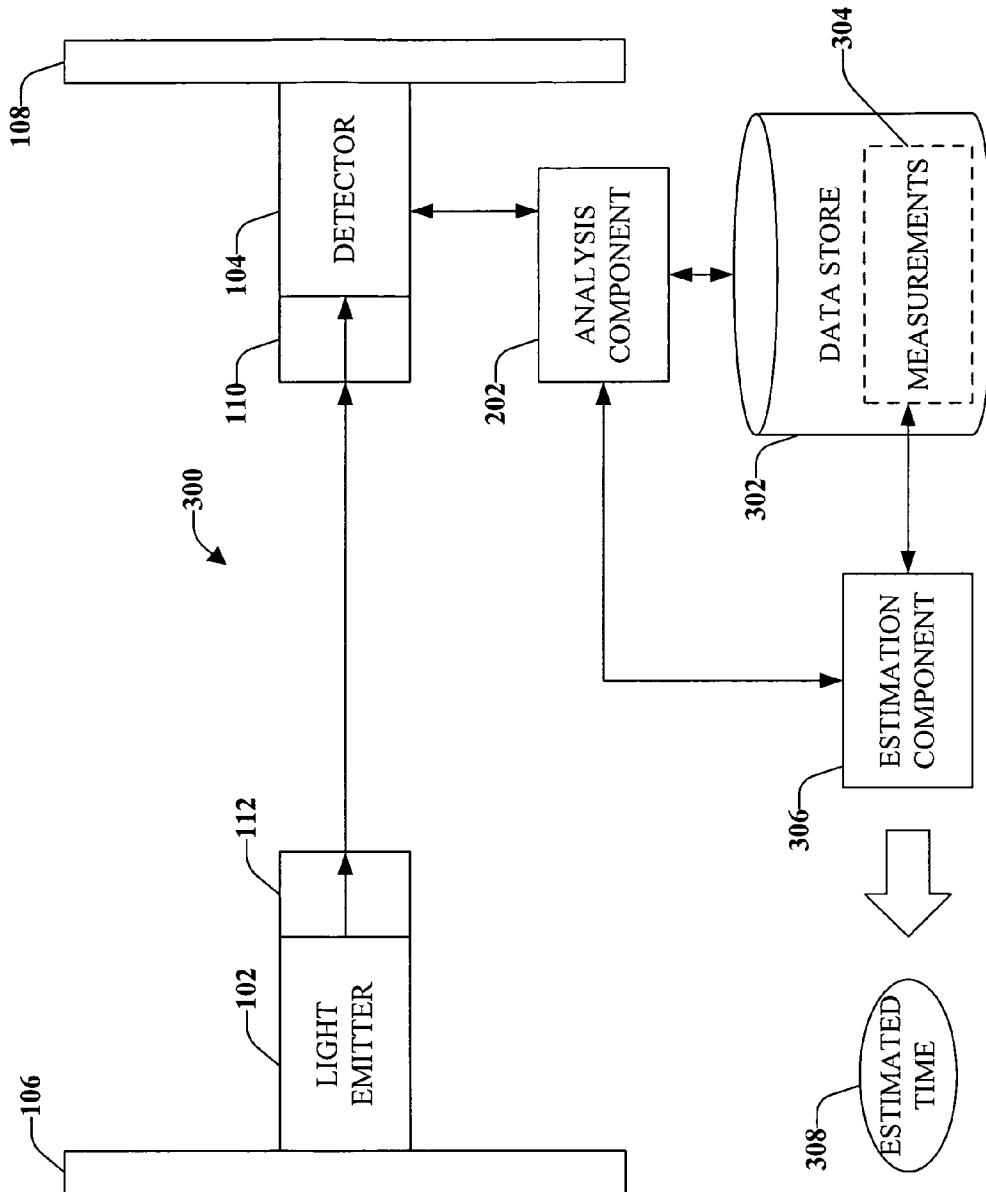 106
108
102
LIGHT
EMITTER
112
300
110
104
DETECTOR
202
ANALYSIS
COMPONENT
304
302
DATA STORE
MEASUREMENTS
306
ESTIMATION
COMPONENT
308
ESTIMATED
TIME